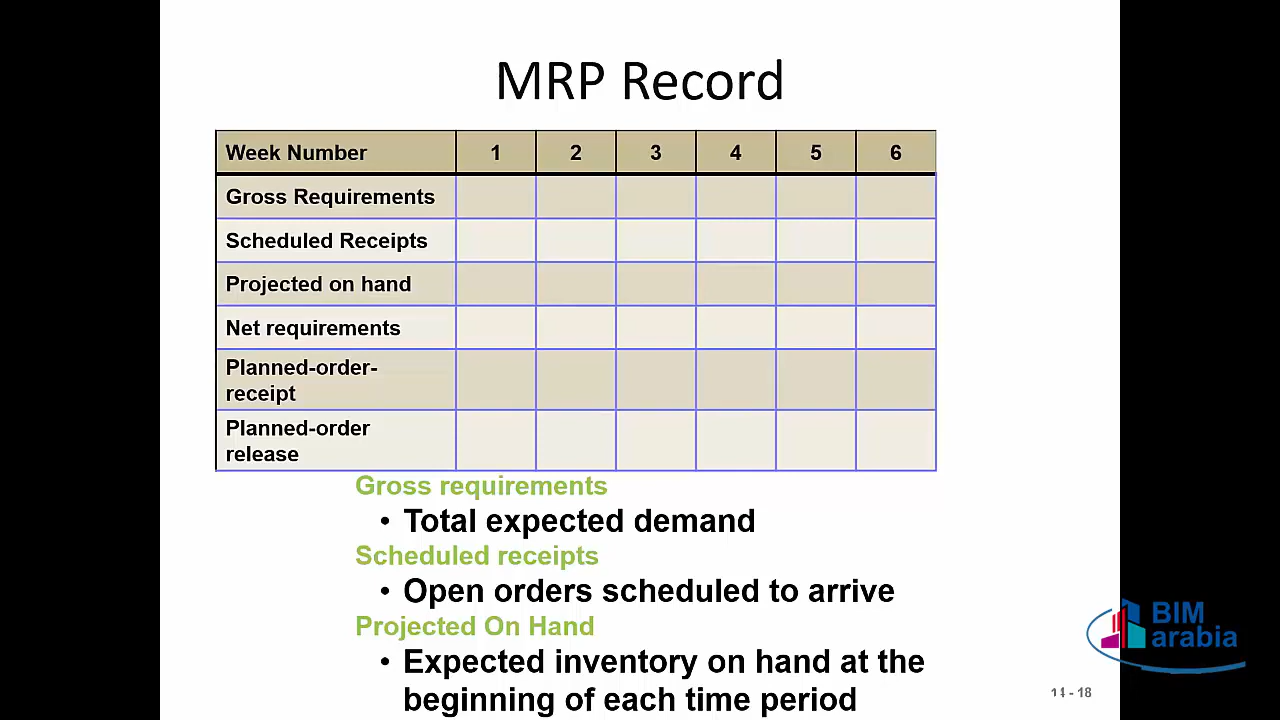 MRP Record
Week Number 1 2 3 4 5 6
Gross Requirements
Scheduled Receipts
Projected on hand
Net requirements
Planned-order-
receipt
Planned-order
release
Gross requirements
• Total expected demand
Scheduled receipts
• Open orders scheduled to arrive
Projected On Hand
• Expected inventory on hand at the
beginning of each time period
BIM
arabia